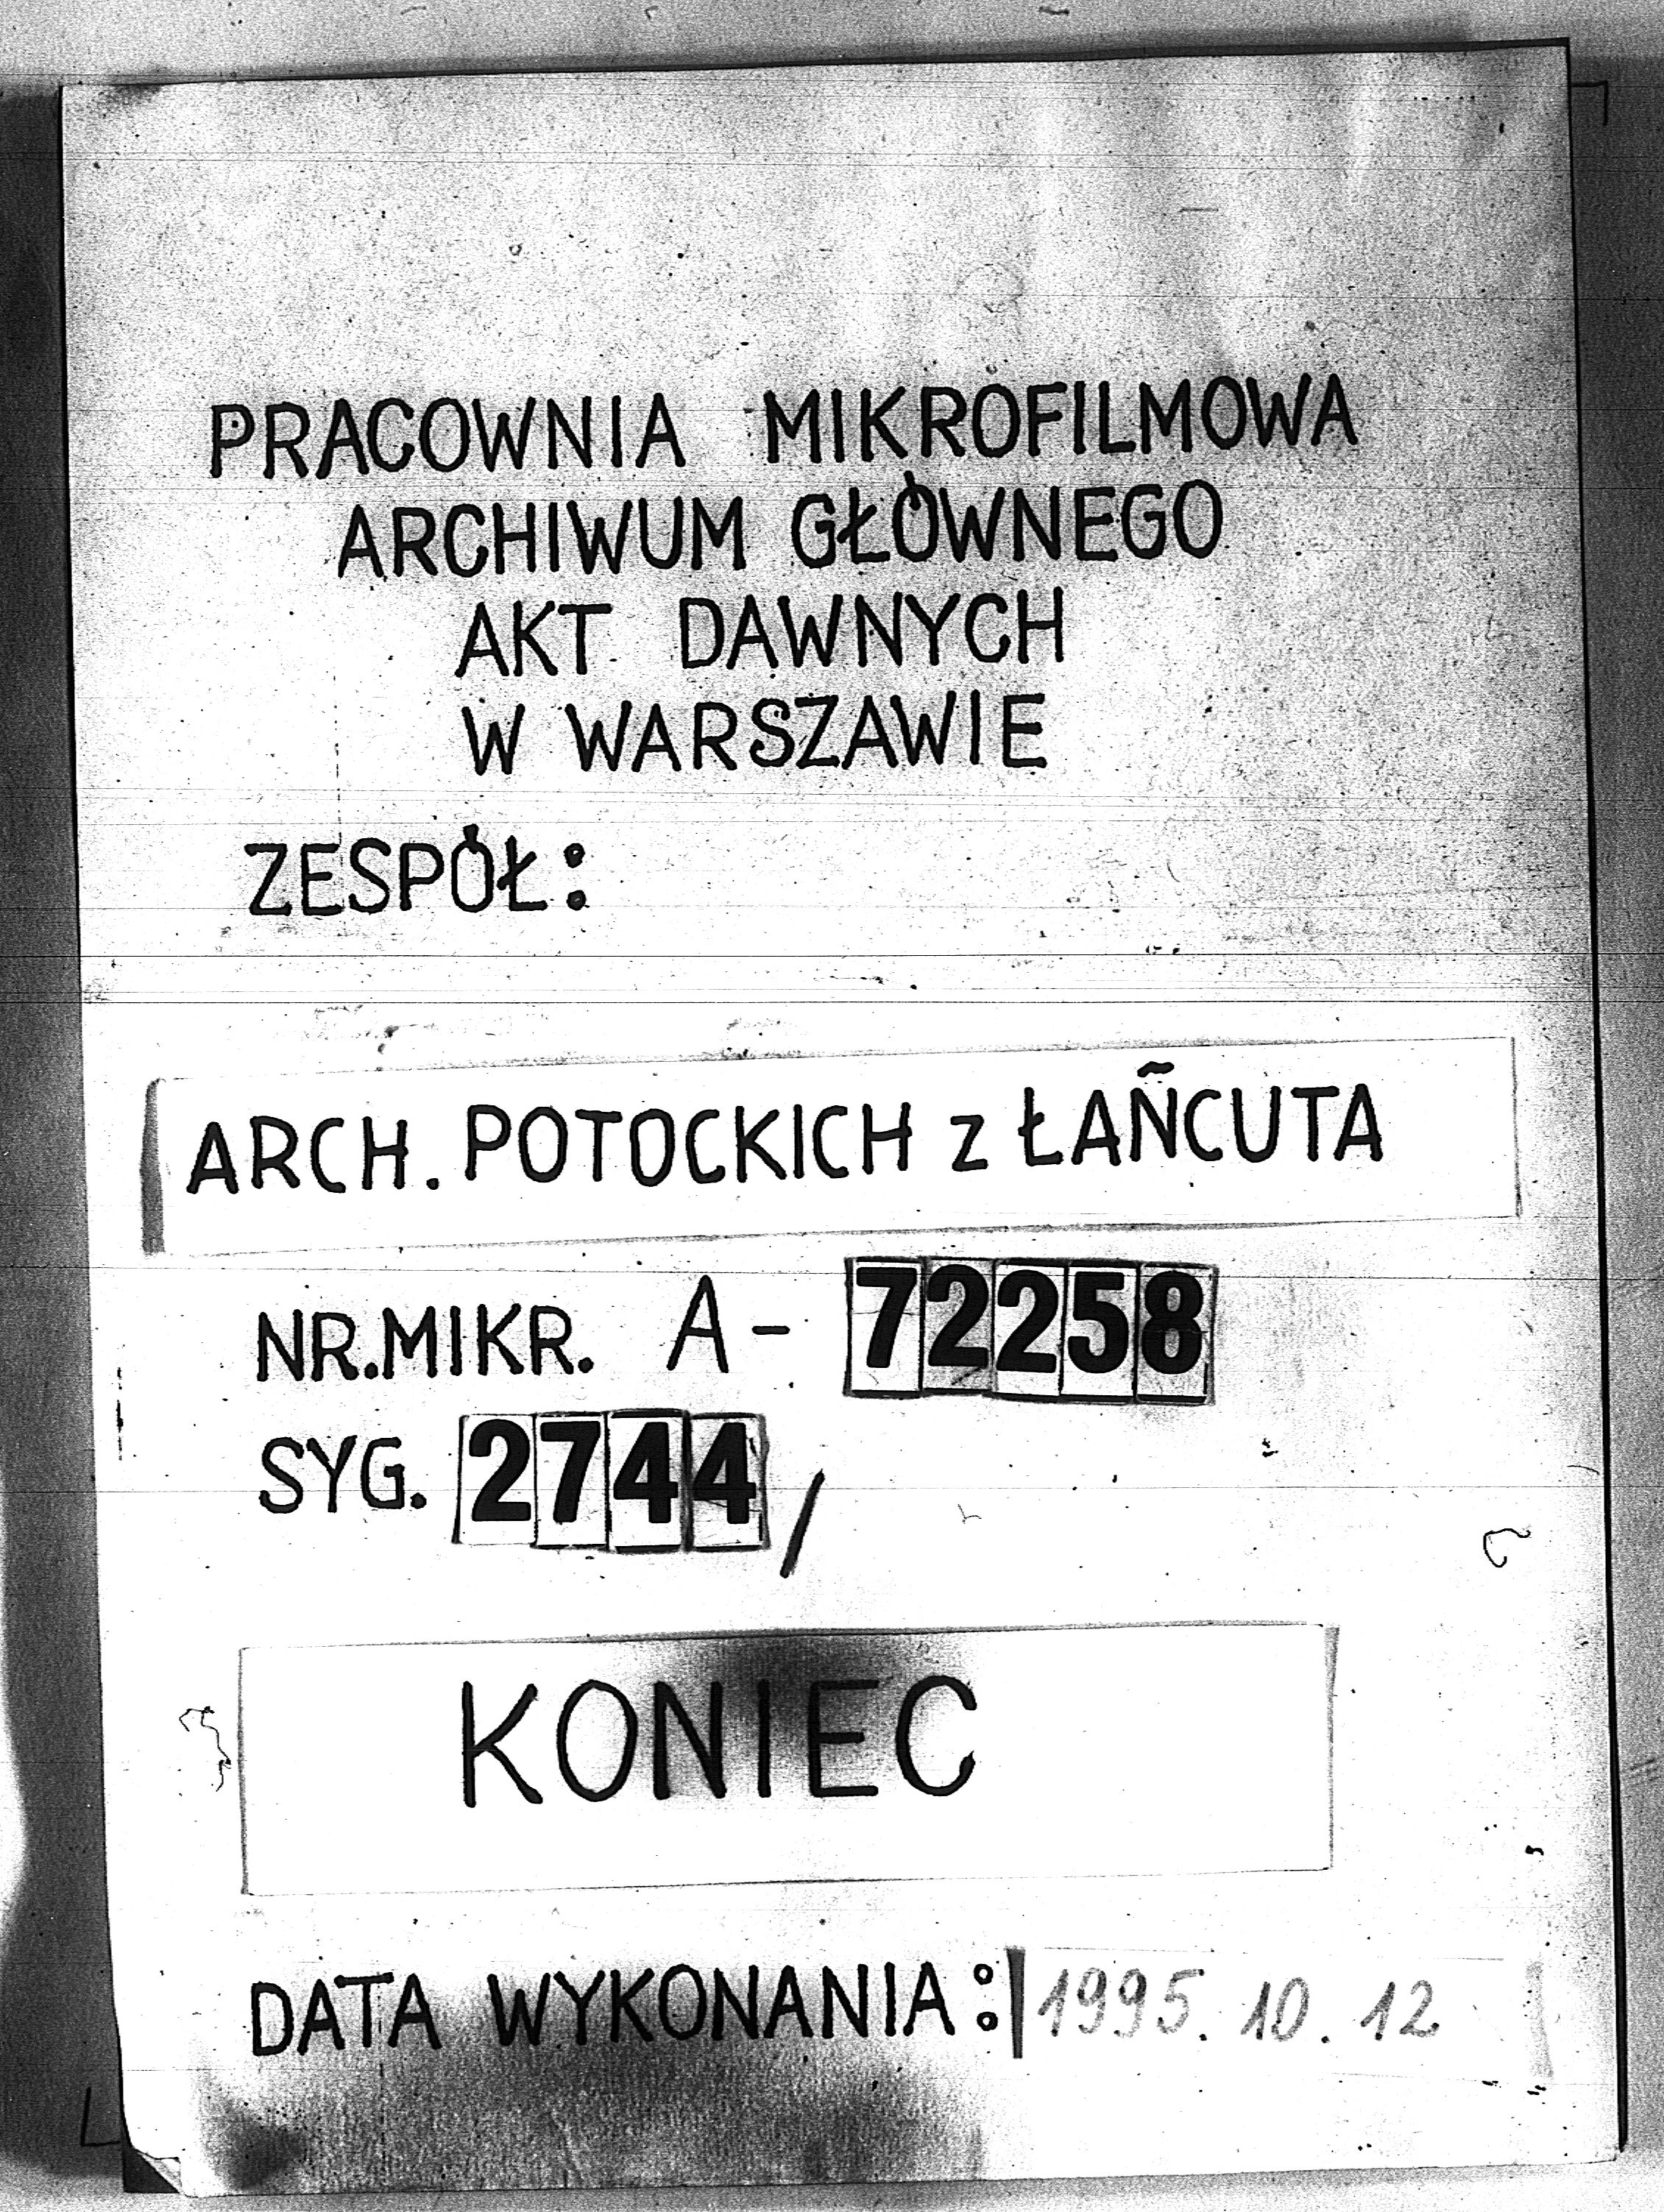 PRACOWNIA MIKROFILMOWA
ARCHIWUM GŁÓWNEGO
AKT DAWNYCH
W WARSZAWIE
ZESPÓŁ:
ARCH. POTOCKICH z ŁAŃCUTA
NR.MIKR. A- 72258
SYG. 2744/
KONIEC
DATA WYKONANIA: 1995.10.12